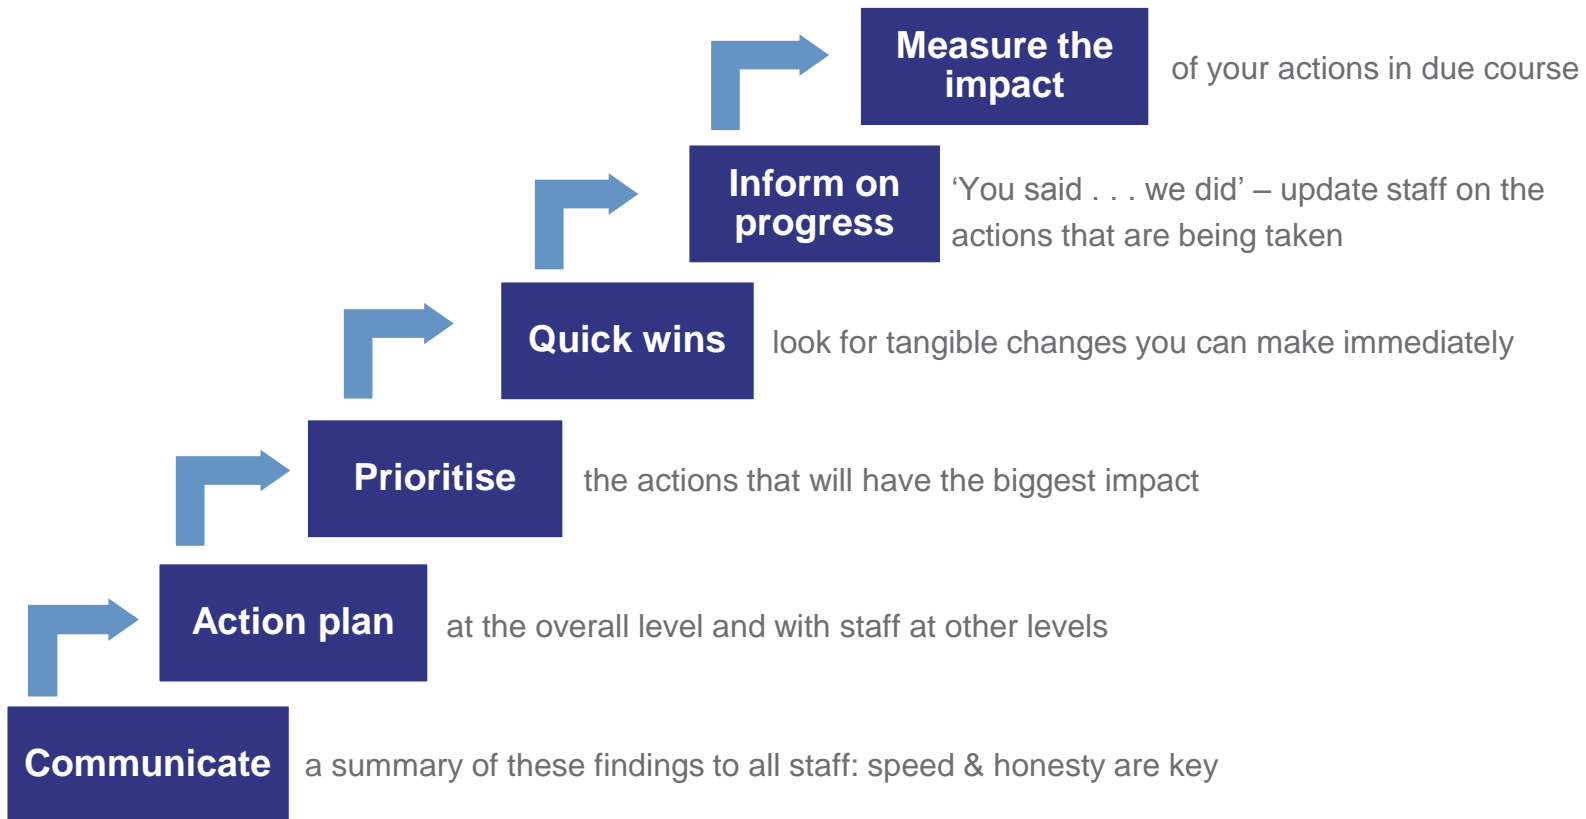 Measure the
impact
of your actions in due course
Inform on
progress
‘You said . . . we did’ – update staff on the
actions that are being taken
Quick wins
look for tangible changes you can make immediately
Prioritise
the actions that will have the biggest impact
Action plan
at the overall level and with staff at other levels
Communicate
a summary of these findings to all staff: speed & honesty are key